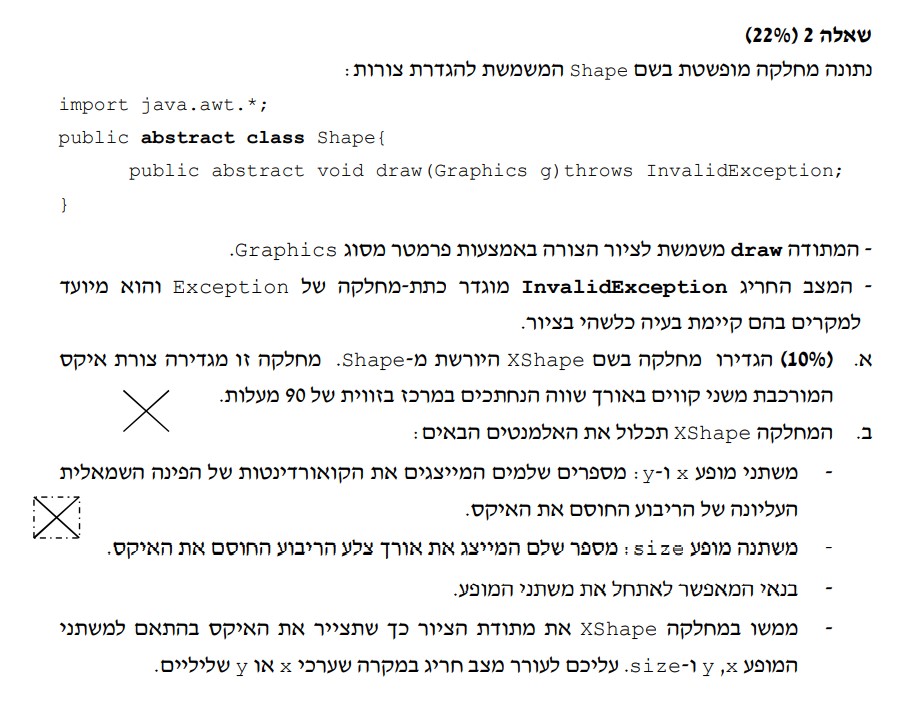 שאלה 2 (22%)
נתונה מחלקה מופשטת בשם Shape המשמשת להגדרת צורות:
import java.awt.*;
public abstract class Shape{
public abstract void draw(Graphics g)throws InvalidException;
}
- המתודה draw משמשת לציור הצורה באמצעות פרמטר מסוג Graphics.
- המצב החריג InvalidException מוגדר כתת-מחלקה של Exception והוא מיועד
למקרים בהם קיימת בעיה כלשהי בציור.
א. (10%) הגדירו מחלקה בשם XShape היורשת מ-Shape. מחלקה זו מגדירה צורת איקס
המורכבת משני קווים באורך שווה הנחתכים במרכז בזווית של 90 מעלות.
ב. המחלקה XShape תכלול את האלמנטים הבאים:
- משתני מופע x ו-y: מספרים שלמים המייצגים את הקואורדינטות של הפינה השמאלית
העליונה של הריבוע החוסם את האיקס.
- משתנה מופע size: מספר שלם המייצג את אורך צלע הריבוע החוסם את האיקס.
- בנאי המאפשר לאתחל את משתני המופע.
- ממשו במחלקה XShape את מתודת הציור כך שתצייר את האיקס בהתאם למשתני
המופע x, y ו-size. עליכם לעורר מצב חריג במקרה שערכי x או y שליליים.